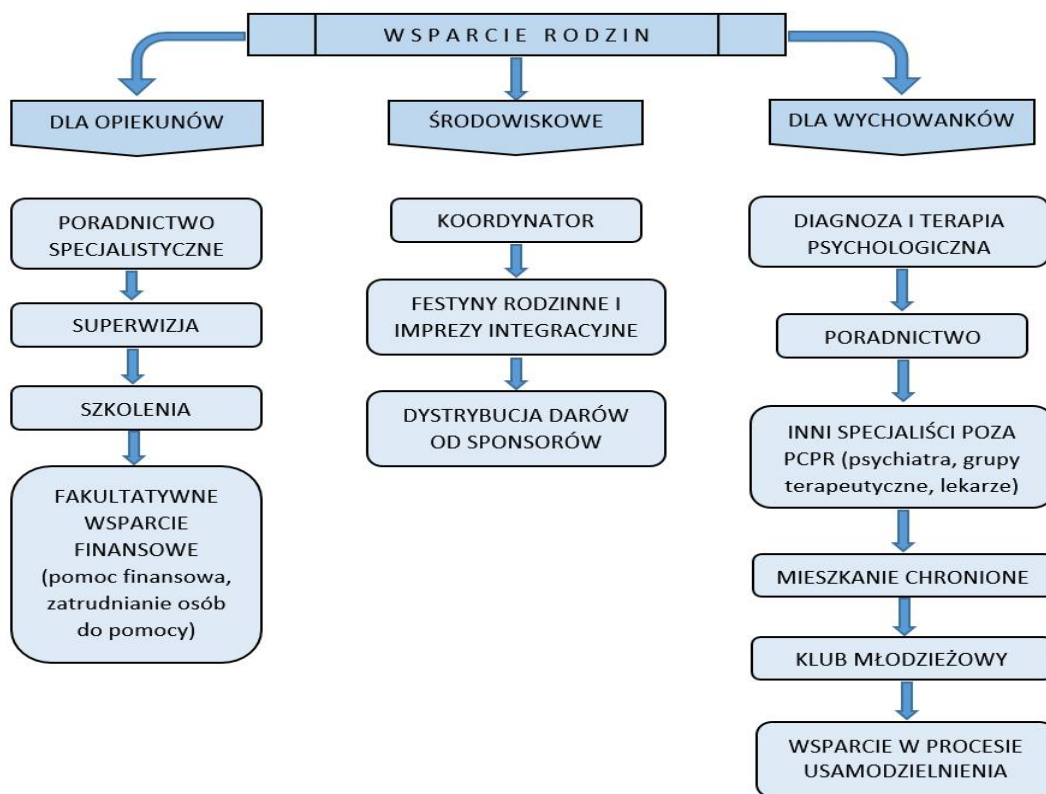 WSPARCIE RODZIN
DLA OPIEKUNÓW
PORADNICTWO
SPECJALISTYCZNE
SUPERWIZJA
SZKOLENIA
FAKULTATYWNE
WSPARCIE
FINANSOWE
(pomoc finansowa,
zatrudnianie osób
do pomocy)
ŚRODOWISKOWE
KOORDYNATOR
FESTYNY RODZINNE I
IMPREZY INTEGRACYJNE
DYSTRYBUCJA DARÓW
OD SPONSORÓW
DLA WYCHOWANKÓW
DIAGNOZA I TERAPIA
PSYCHOLOGICZNA
PORADNICTWO
INNI SPECJALIŚCI POZA
PCPR (psychiatra, grupy
terapeutyczne, lekarze)
MIESZKANIE CHRONIONE
KLUB MŁODZIEŻOWY
WSPARCIE W PROCESIE
USAMODZIELNIENIA